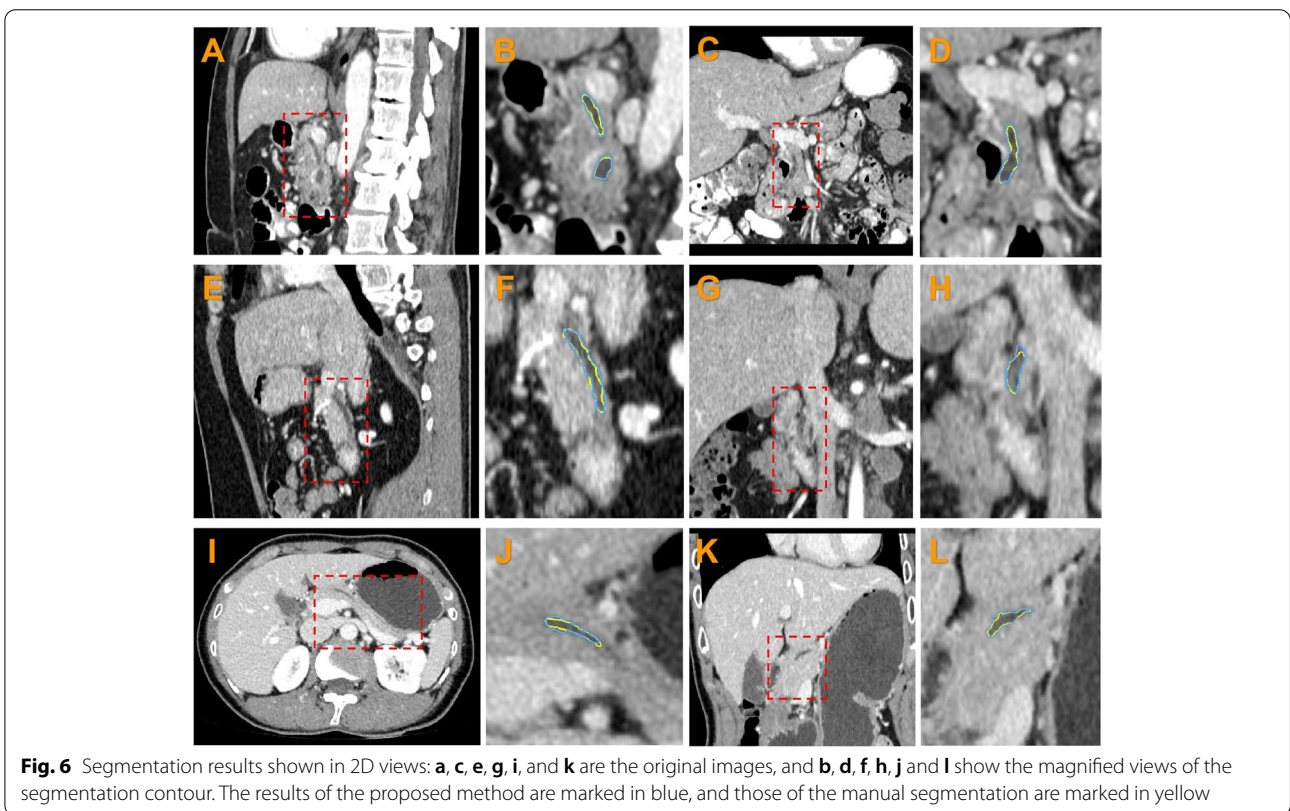 A B C D
E F G H
I J K L
Fig. 6 Segmentation results shown in 2D views: a, c, e, g, i, and k are the original images, and b, d, f, h, j and l show the magnified views of the
segmentation contour. The results of the proposed method are marked in blue, and those of the manual segmentation are marked in yellow